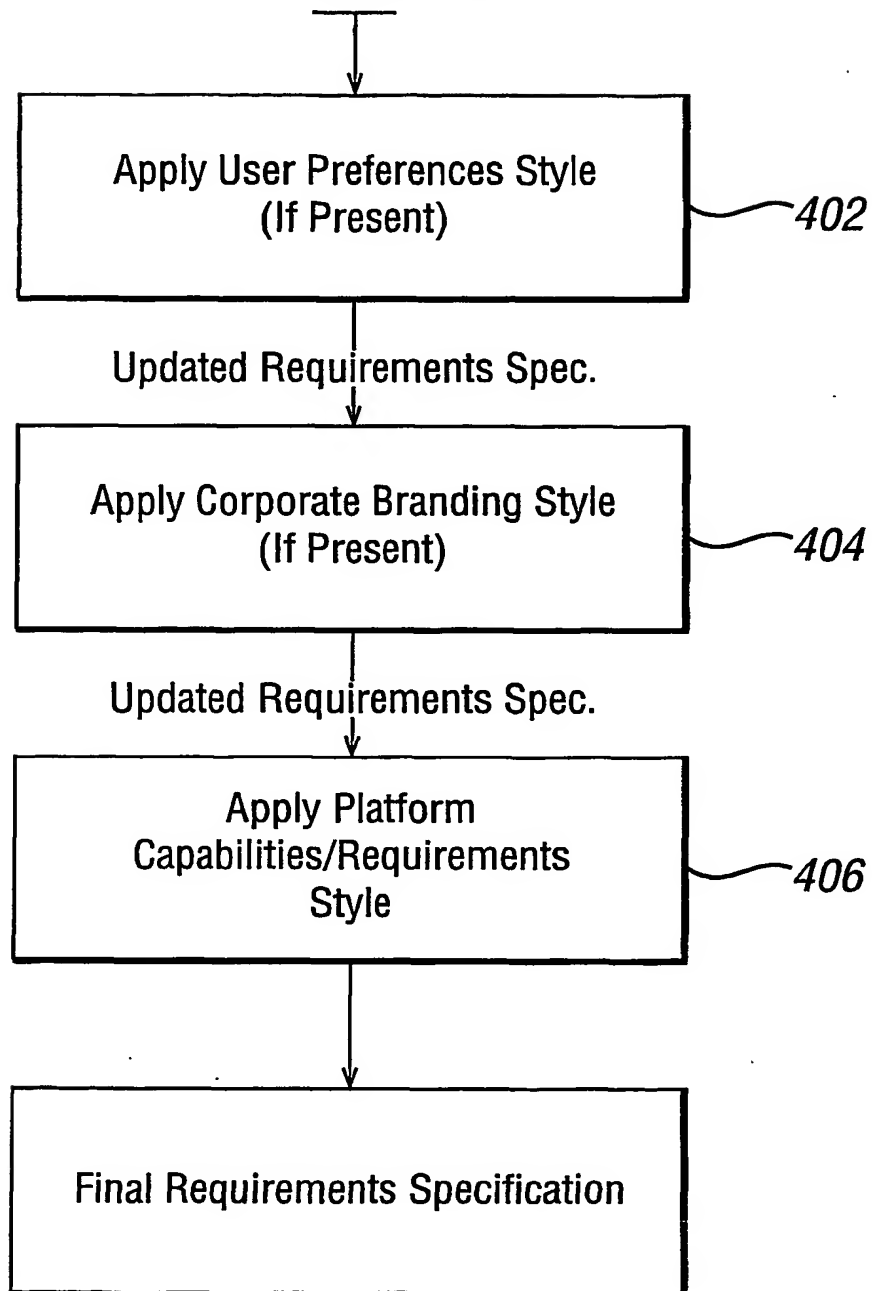 Apply User Preferences Style
(If Present)
402
Updated Requirements Spec.
Apply Corporate Branding Style
(If Present)
404
Updated Requirements Spec.
Apply Platform
Capabilities/Requirements
Style
406
Final Requirements Specification